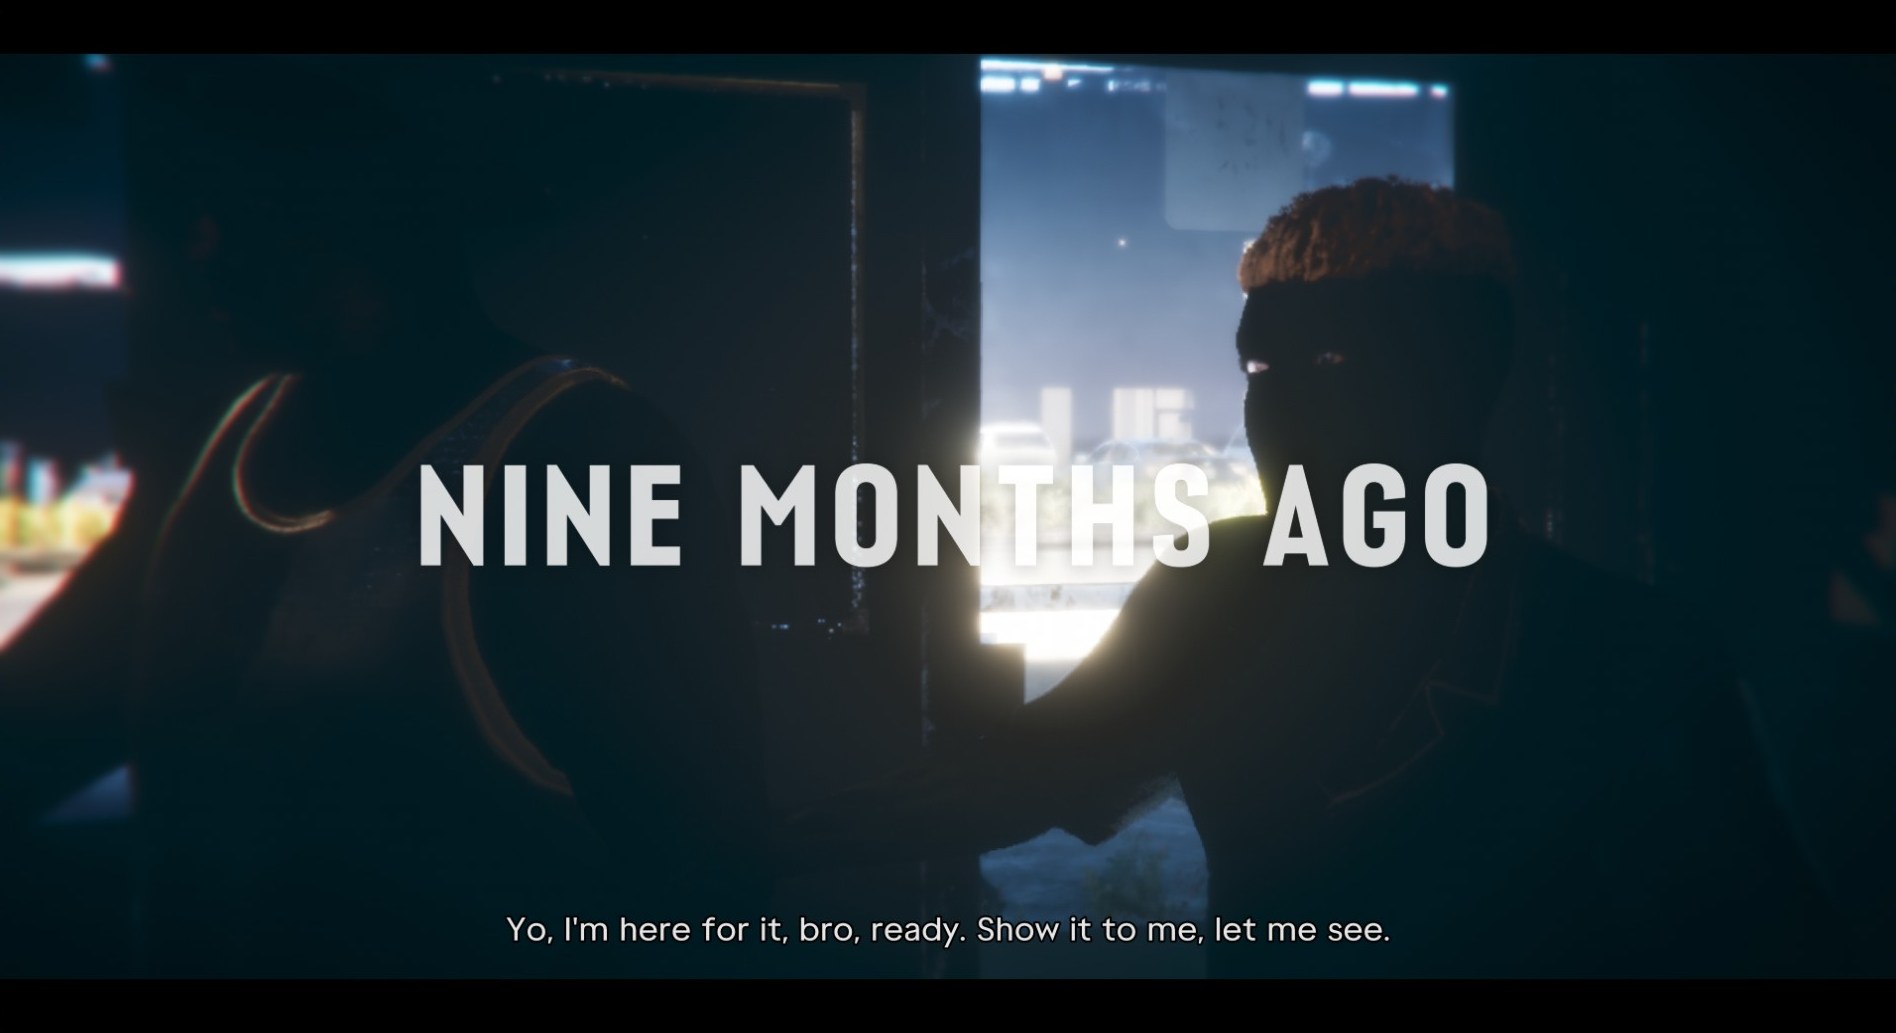 NINE MONTHS AGO
Yo, I'm here for it, bro, ready. Show it to me, let me see.